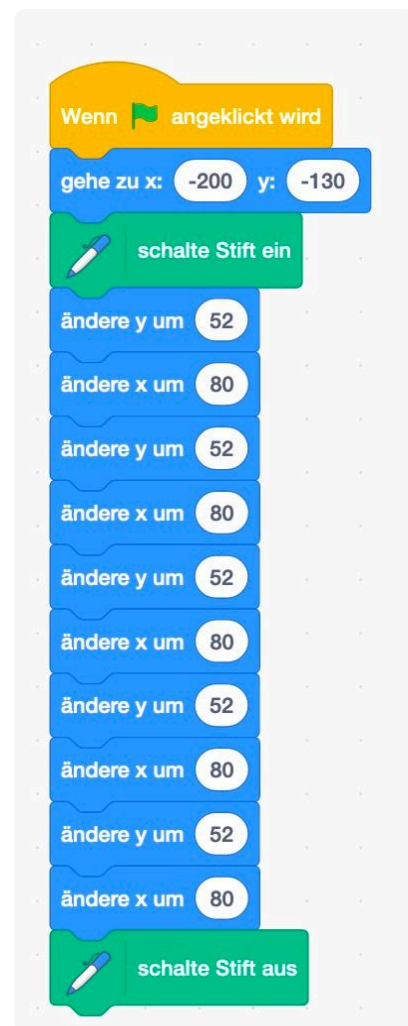 Wenn angeklickt wird
gehe zu x: -200 y: -130
schalte Stift ein
ändere y um 52
ändere x um 80
ändere y um 52
ändere x um 80
ändere y um 52
ändere x um 80
ändere y um 52
ändere x um 80
ändere y um 52
ändere x um 80
schalte Stift aus